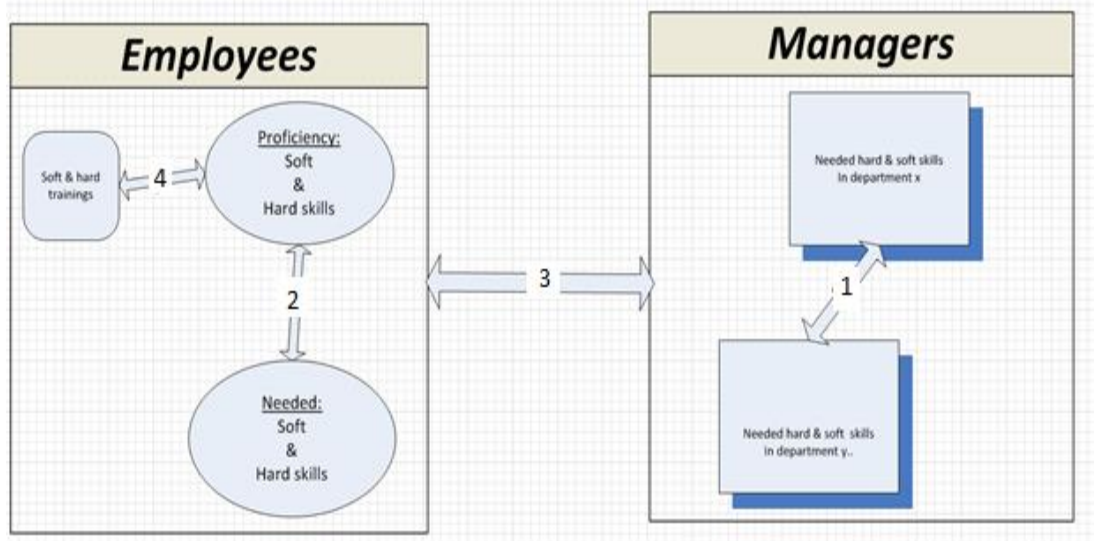 Employees
Soft & hard
trainings
4
Proficiency:
Soft
&
Hard skills
2
Needed:
Soft
&
Hard skills
3
Managers
Needed hard & soft skills
In department x
1
Needed hard & soft skills
In department y..